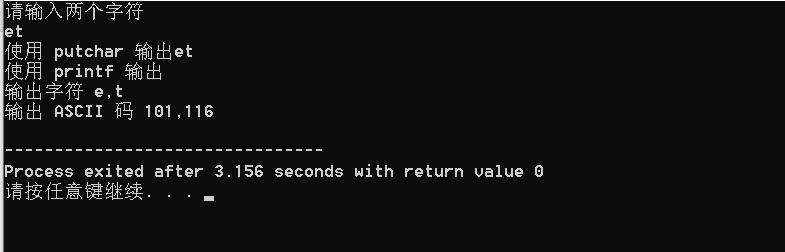 请输入两个字符
et
使用 putchar 输出et
使用 printf 输出
输出字符 e,t
输出 ASCII 码 101,116
--------------------------------
Process exited after 3.156 seconds with return value 0
请按任意键继续. . .